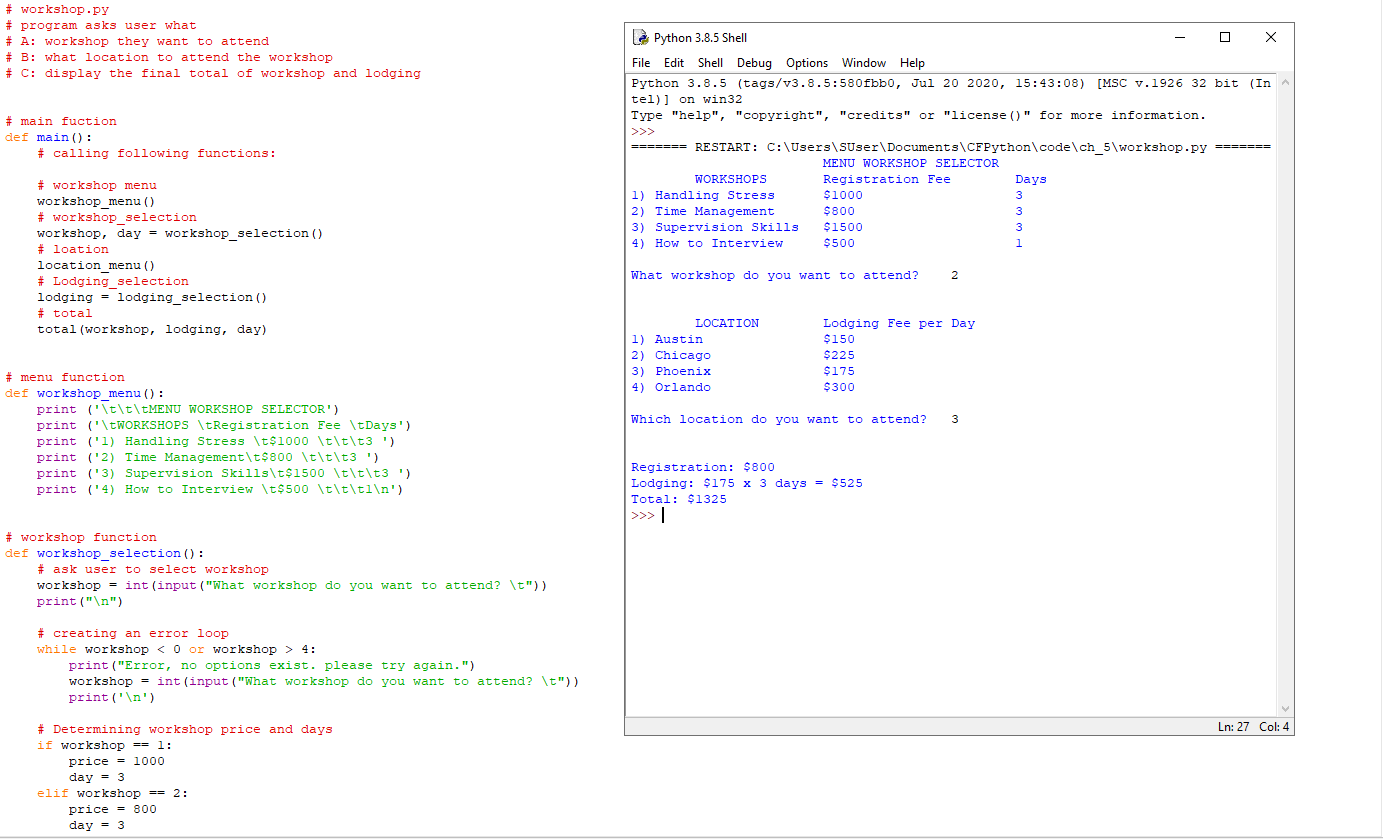 # workshop.py
# program asks user what
# A: workshop they want to attend
# B: what location to attend the workshop
# C: display the final total of workshop and lodging
# main fuction
def main():
    # calling following functions:
    # workshop menu
    workshop_menu()
    # workshop_selection
    workshop, day = workshop_selection()
    # loation
    location_menu()
    # Lodging_selection
    lodging = lodging_selection()
    # total
    total(workshop, lodging, day)
# menu function
def workshop_menu():
    print ('\t\t\tMENU WORKSHOP SELECTOR')
    print ('\tWORKSHOPS \tRegistration Fee \tDays')
    print ('1) Handling Stress \t$1000 \t\t\t3 ')
    print ('2) Time Management\t$800 \t\t\t3 ')
    print ('3) Supervision Skills\t$1500 \t\t\t3 ')
    print ('4) How to Interview \t$500 \t\t\t1\n')
# workshop function
def workshop_selection():
    # ask user to select workshop
    workshop = int(input("What workshop do you want to attend? \t"))
    print("\n")
    # creating an error loop
    while workshop < 0 or workshop > 4:
        print("Error, no options exist. please try again.")
        workshop = int(input("What workshop do you want to attend? \t"))
        print('\n')
    # Determining workshop price and days
    if workshop == 1:
        price = 1000
        day = 3
    elif workshop == 2:
        price = 800
        day = 3
Python 3.8.5 Shell
File Edit Shell Debug Options Window Help
Python 3.8.5 (tags/v3.8.5:580fbb0, Jul 20 2020, 15:43:08) [MSC v.1926 32 bit (In
tel)] on win32
Type "help", "copyright", "credits" or "license()" for more information.
>>>
======= RESTART: C:\Users\SUser\Documents\CFPython\code\ch_5\workshop.py =======
MENU WORKSHOP SELECTOR
WORKSHOPS Registration Fee Days
1) Handling Stress $1000 3
2) Time Management $800 3
3) Supervision Skills $1500 3
4) How to Interview $500 1
What workshop do you want to attend? 2
LOCATION Lodging Fee per Day
1) Austin $150
2) Chicago $225
3) Phoenix $175
4) Orlando $300
Which location do you want to attend? 3
Registration: $800
Lodging: $175 x 3 days = $525
Total: $1325
>>>
Ln: 27 Col: 4